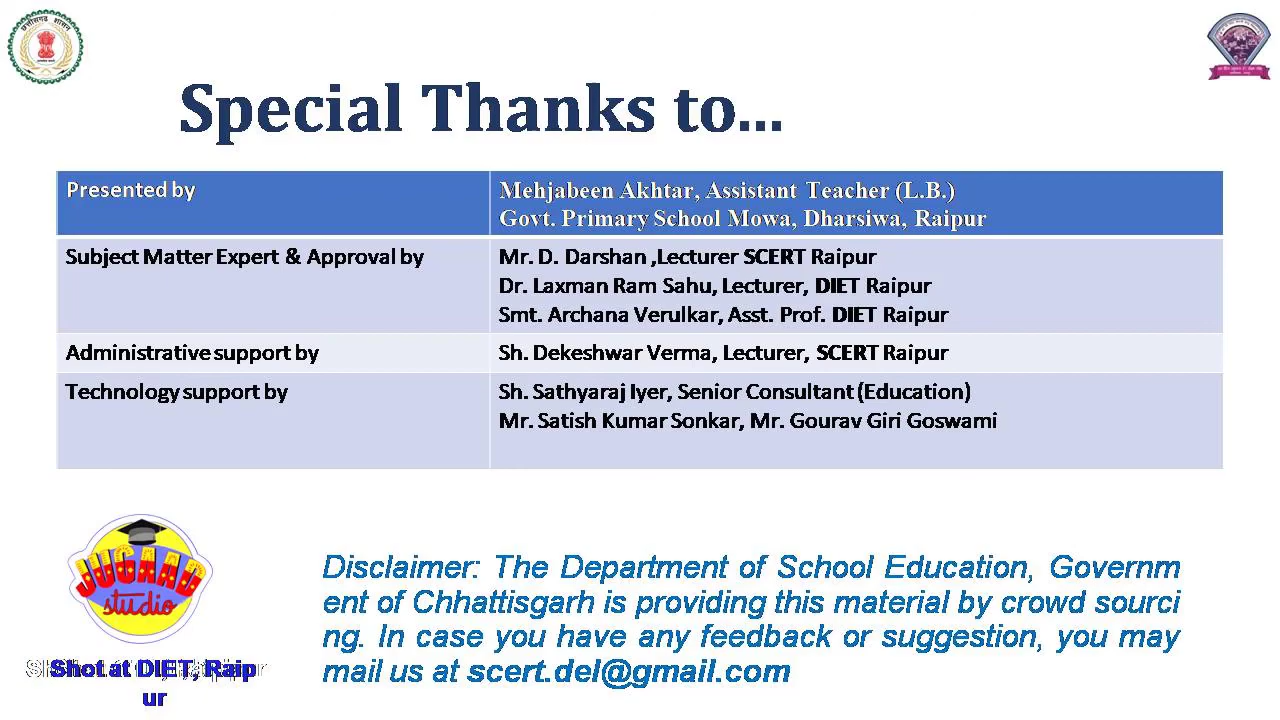 छत्तीसगढ़ शासन
Special Thanks to...
Presented by
Mehjabeen Akhtar, Assistant Teacher (L.B.)
Govt. Primary School Mowa, Dharsiwa, Raipur
Subject Matter Expert & Approval by
Mr. D. Darshan ,Lecturer SCERT Raipur
Dr. Laxman Ram Sahu, Lecturer, DIET Raipur
Smt. Archana Verulkar, Asst. Prof. DIET Raipur
Administrative support by
Sh. Dekeshwar Verma, Lecturer, SCERT Raipur
Technology support by
Sh. Sathyaraj Iyer, Senior Consultant (Education)
Mr. Satish Kumar Sonkar, Mr. Gourav Giri Goswami
JUGAAD
studio
Shot at DIET, Raip
ur
Disclaimer: The Department of School Education, Governm
ent of Chhattisgarh is providing this material by crowd sourci
ng. In case you have any feedback or suggestion, you may
mail us at scert.del@gmail.com